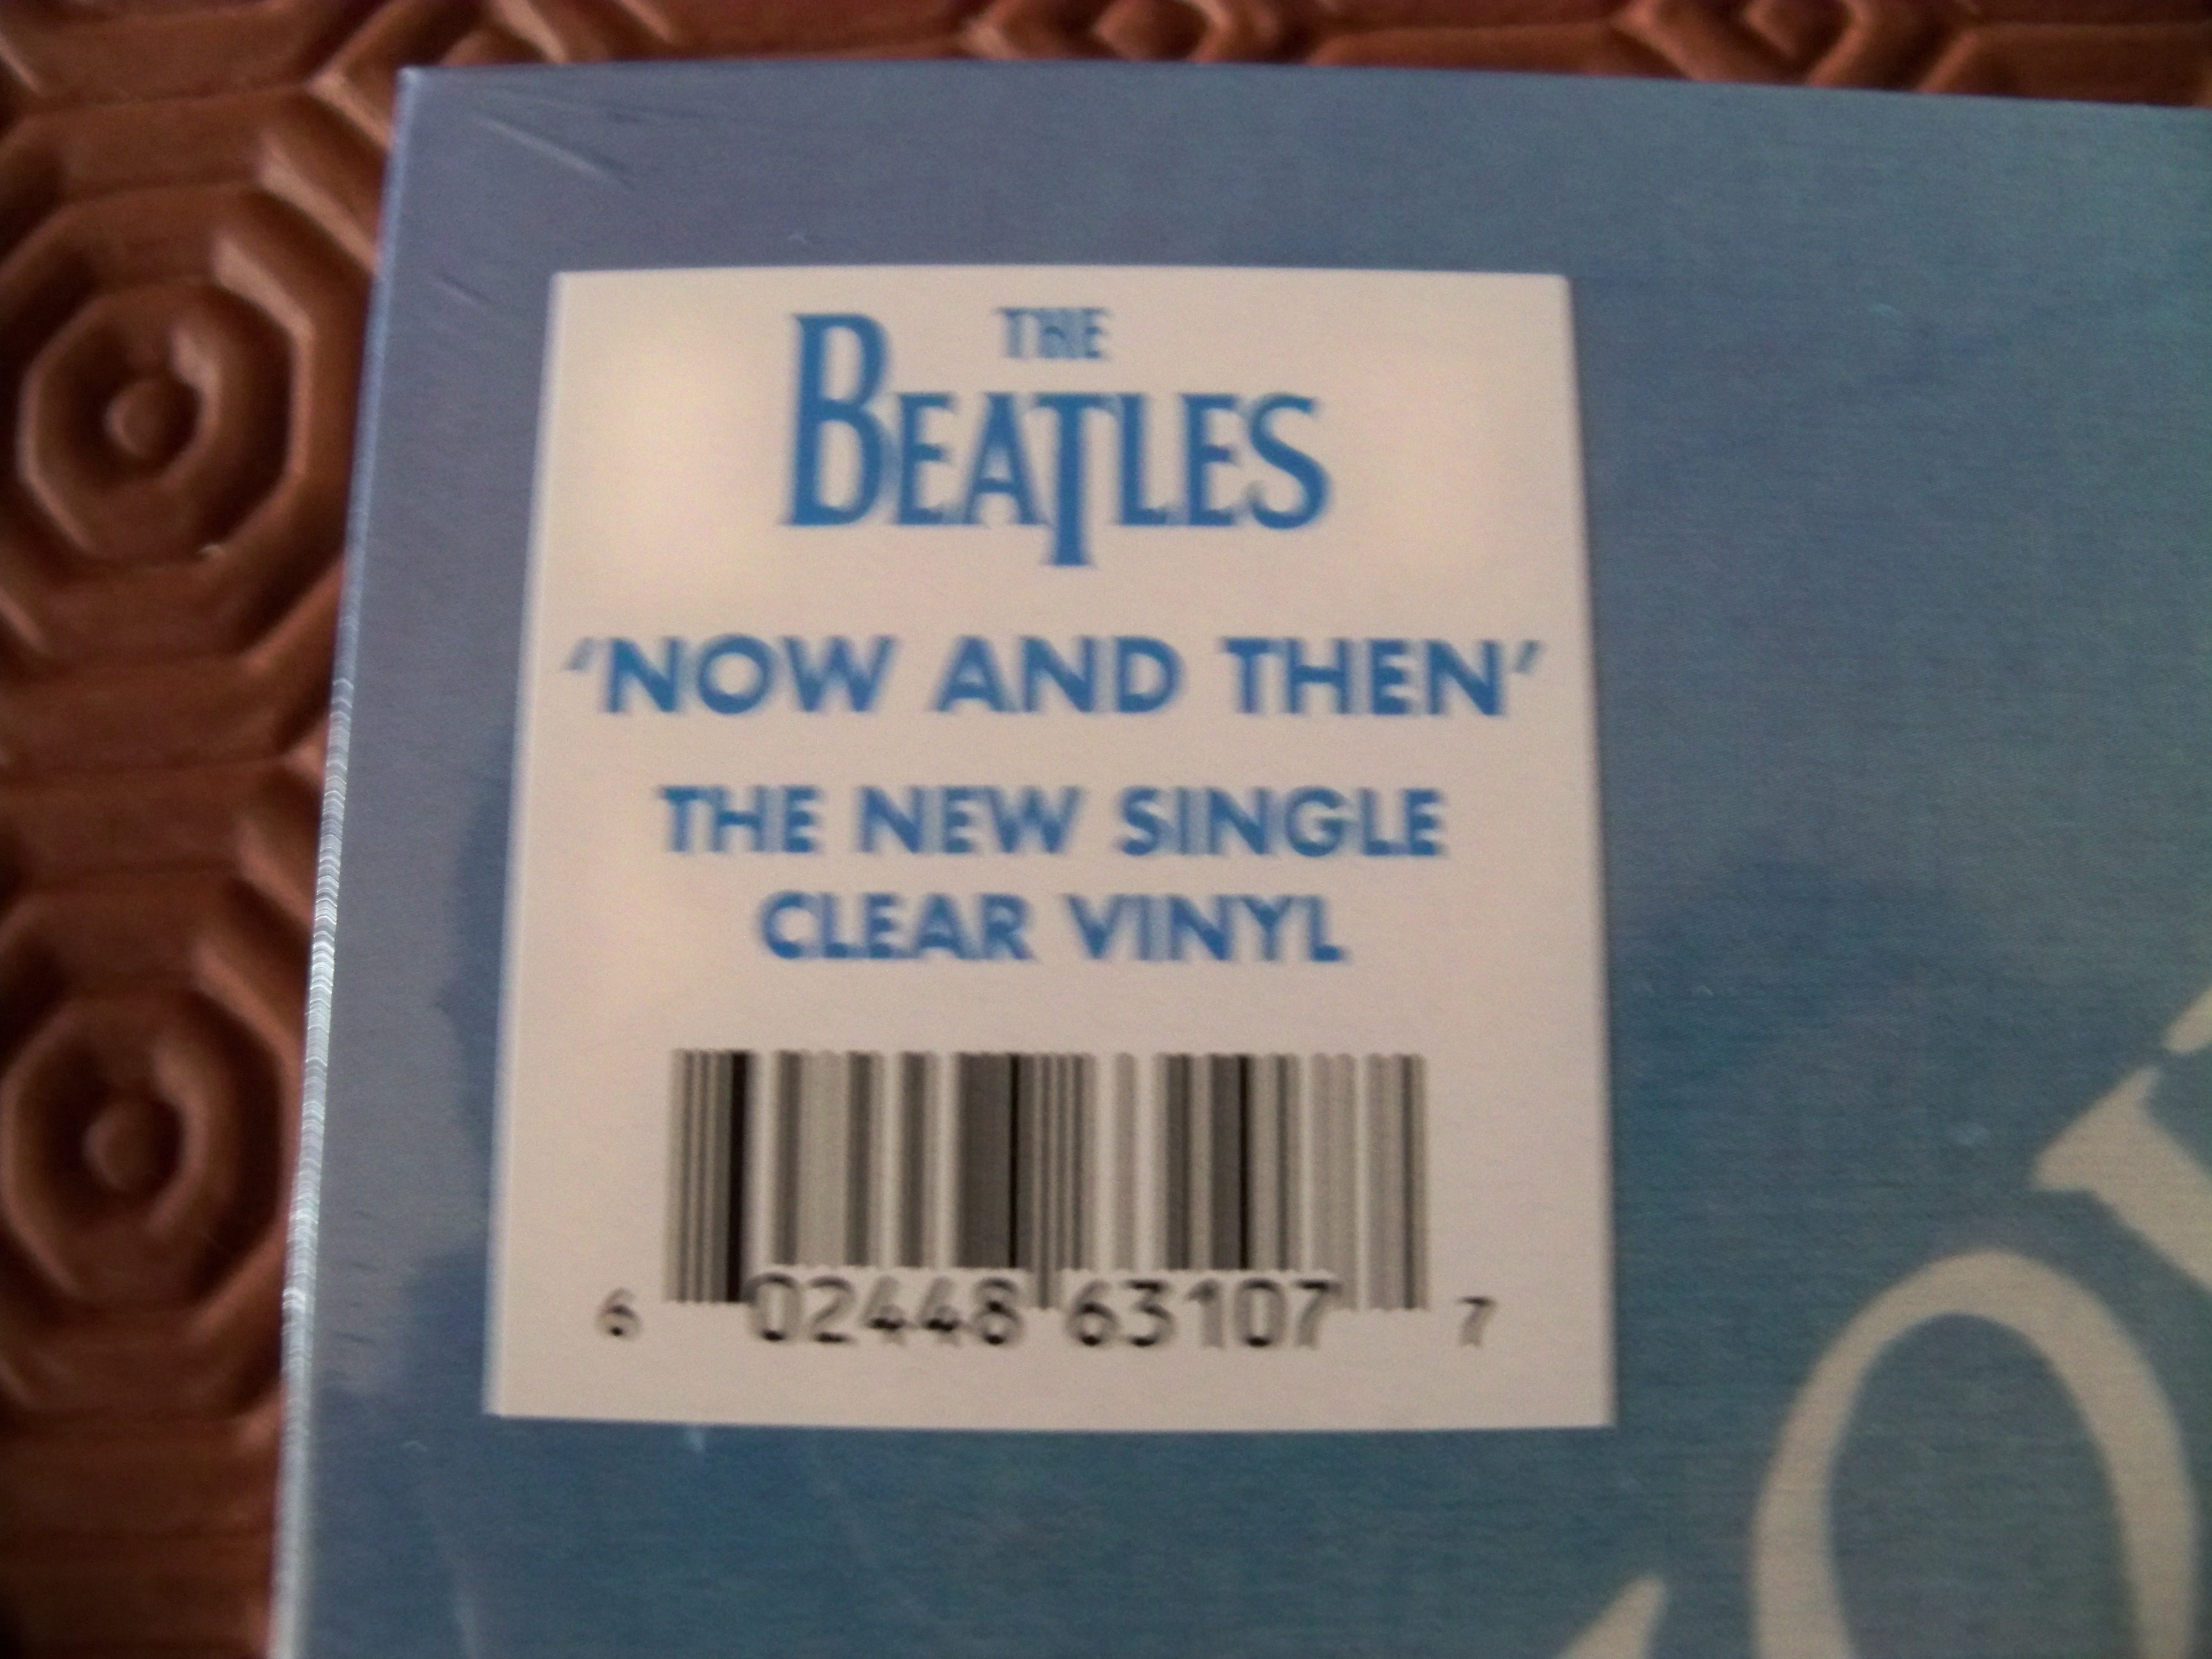 THE
BEATLES
‘NOW AND THEN’
THE NEW SINGLE
CLEAR VINYL
6 02448 63107 7